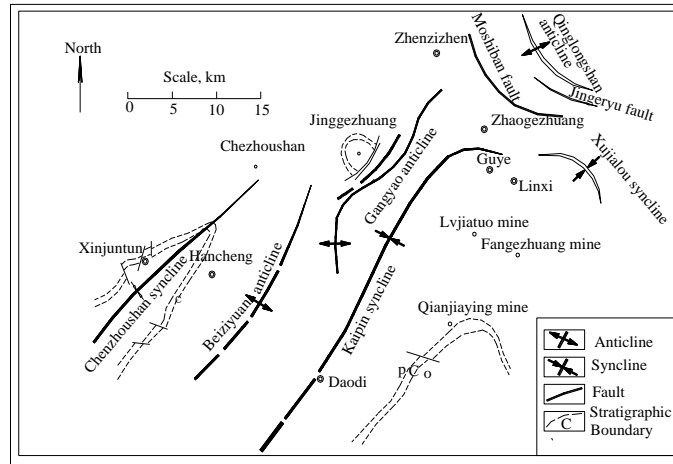 North
Scale, km
0 5 10 15
Zhenzizhen
Moshiban fault
Qinglongshan
anticline
Jingeryu fault
Jinggezhuang
Zhaogezhuang
Chezhoushan
Gangyao anticline
Guye
Linxi
Xujialou syncline
Lvjiatuo mine
Fangezhuang mine
Xinjuntun
Hancheng
Chenzhoushan syncline
Beiziyuan anticline
Kaipin syncline
Qianjiaying mine
Daodi
p C o
Anticline
Syncline
Fault
C
Stratigraphic
Boundary